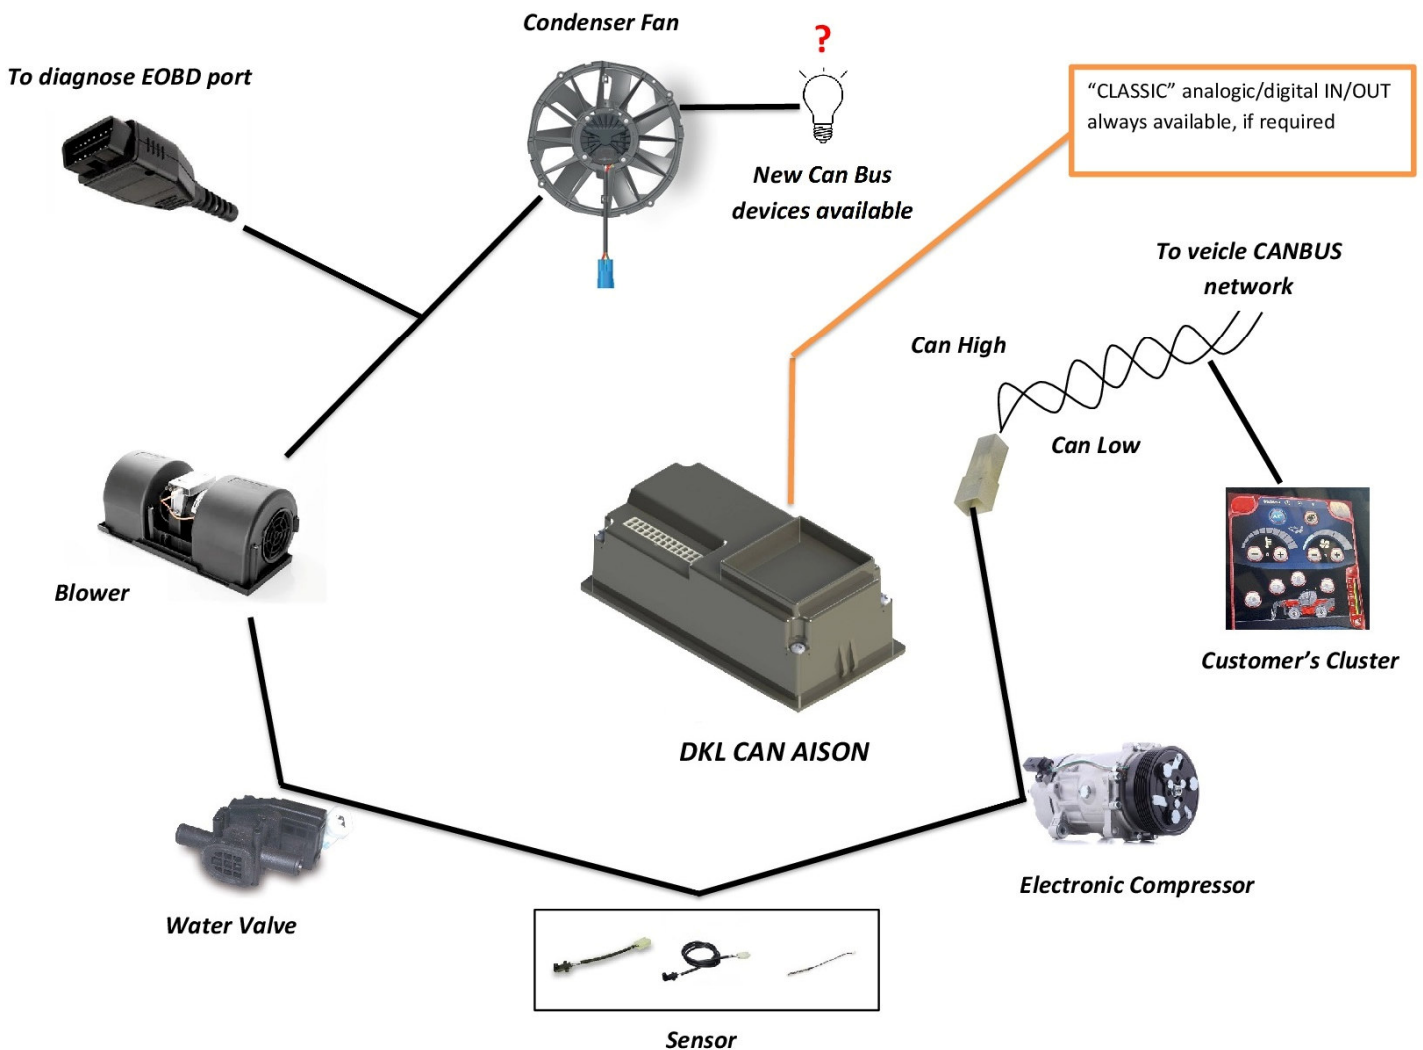 Condenser Fan
?
To diagnose EOBD port
"CLASSIC" analogic/digital IN/OUT
always available, if required
New Can Bus
devices available
To veicle CANBUS
network
Can High
Can Low
Blower
Customer's Cluster
DKL CAN AISON
Electronic Compressor
Water Valve
Sensor